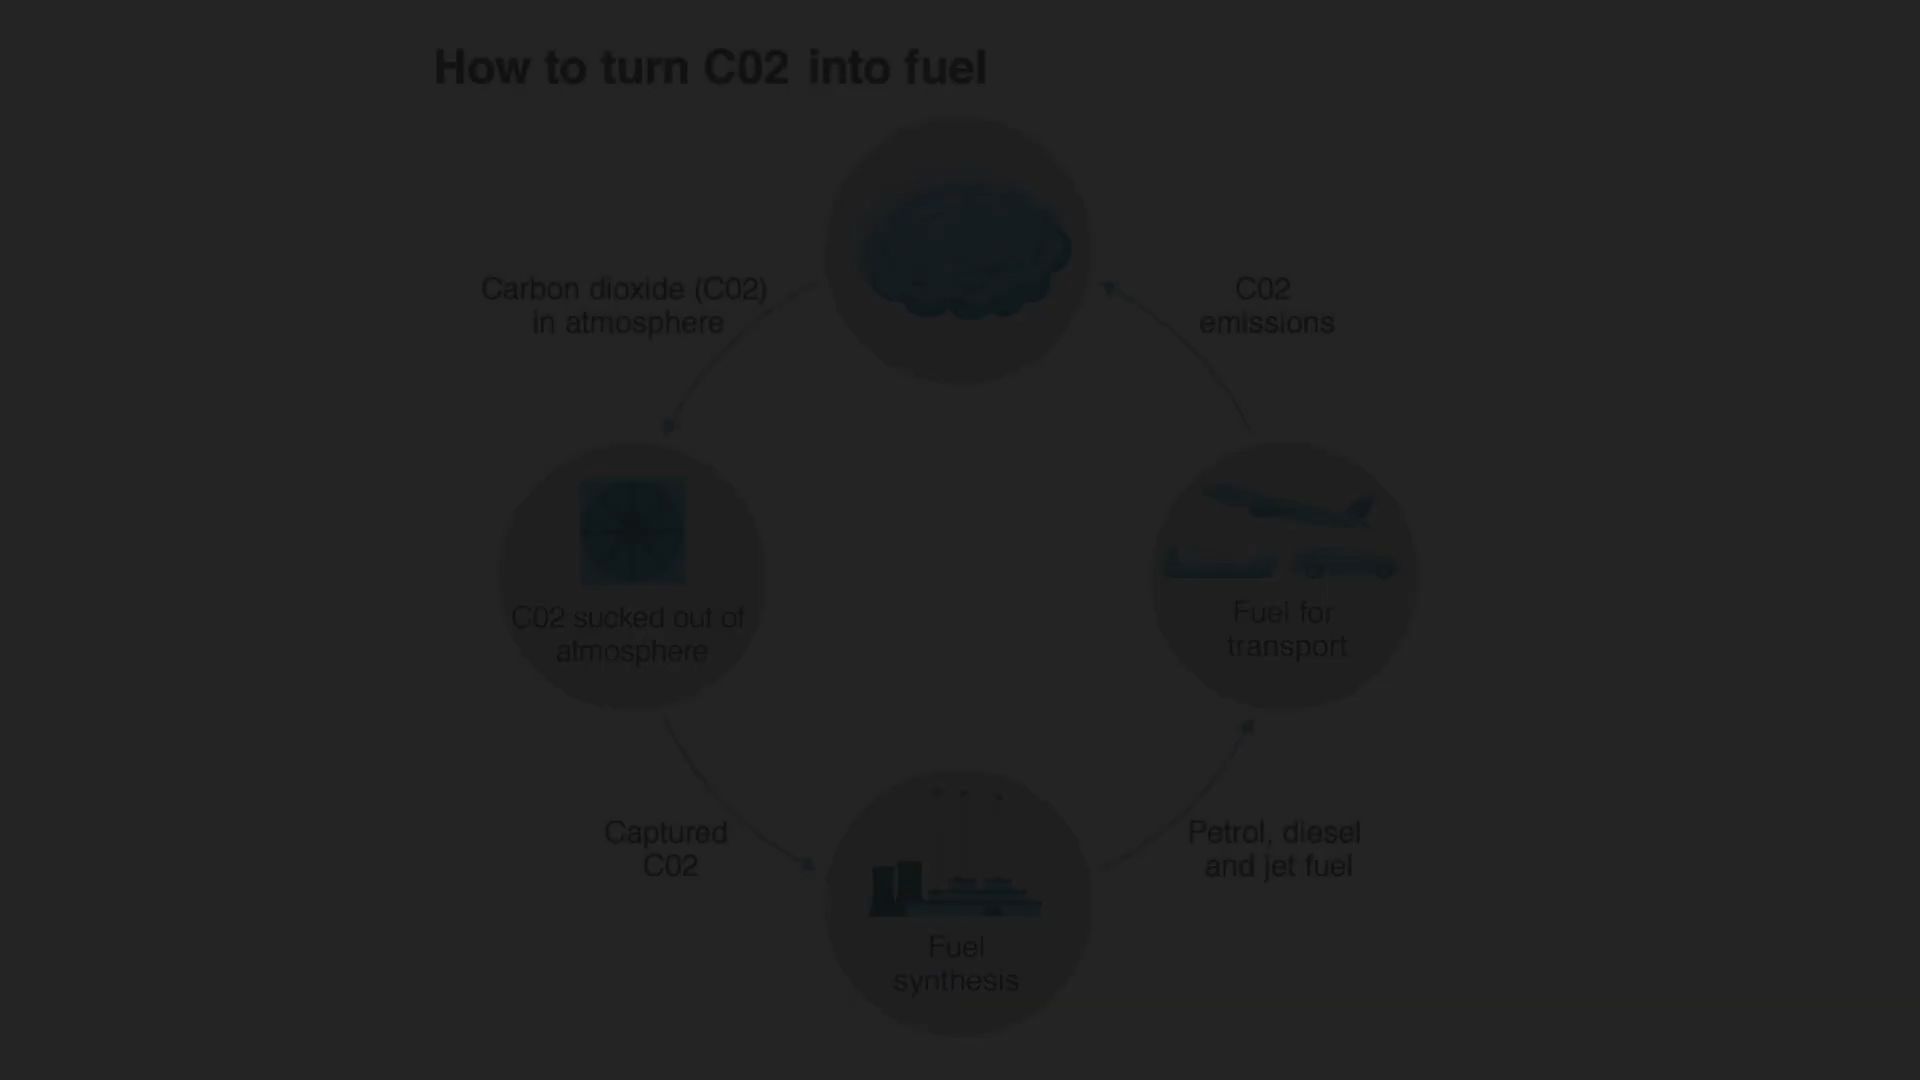 How to turn C02 into fuel
Carbon dioxide (C02)
in atmosphere
C02
emissions
C02 sucked out of
atmosphere
Fuel for
transport
Captured
C02
Petrol, diesel
and jet fuel
Fuel
synthesis